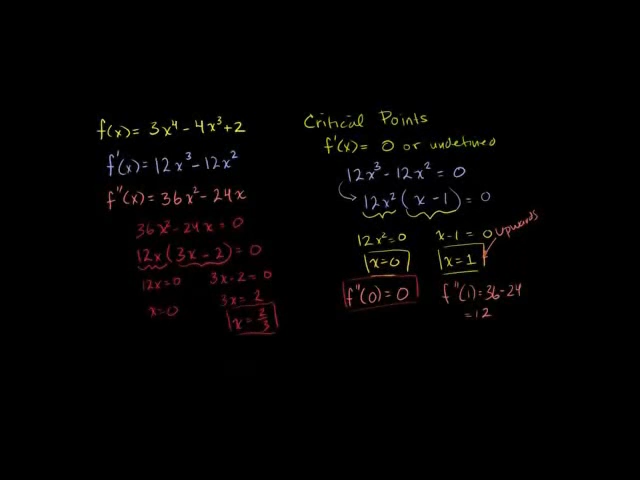 f(x) = 3x⁴ - 4x³ + 2
f'(x) = 12x³ - 12x²
f''(x) = 36x² - 24x
36x² - 24x = 0
12x (3x - 2) = 0
12x = 0 3x - 2 = 0
3x = 2
x = 0
x = 2/3
Critical Points
f'(x) = 0 or undefined
12x³ - 12x² = 0
12x² (x - 1) = 0
12x² = 0 x - 1 = 0 upwards
x = 0 x = 1
f''(0) = 0 f''(1) = 36 - 24
= 12